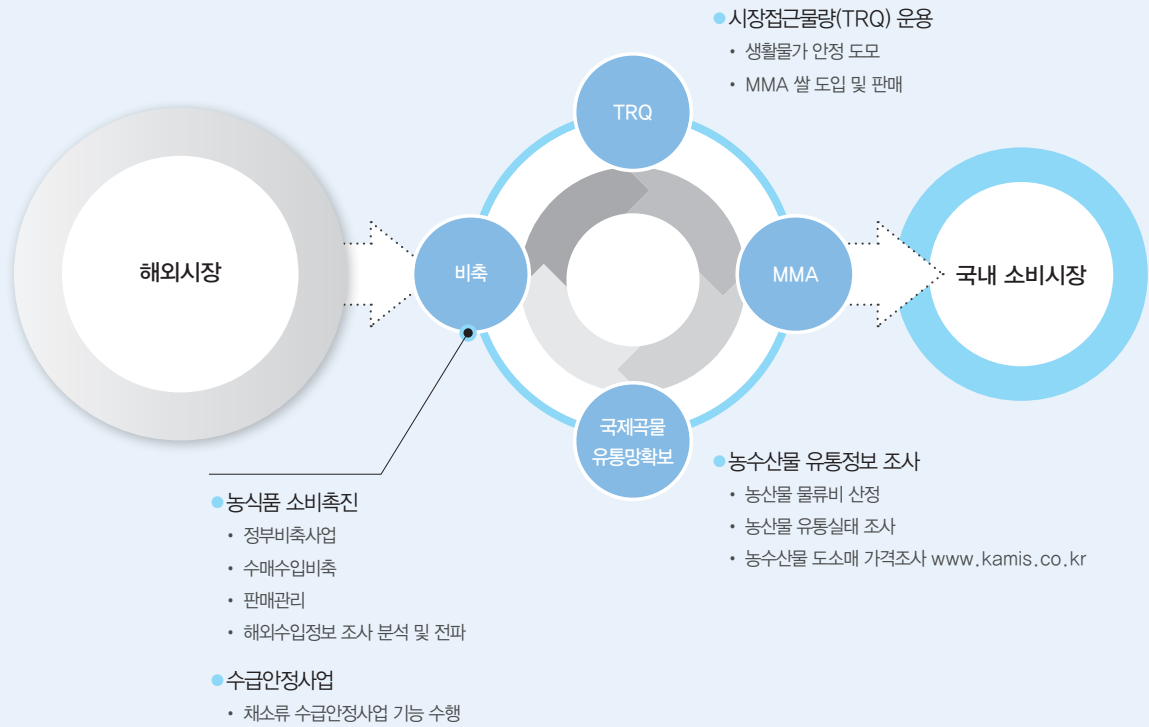 ● 시장접근물량(TRQ) 운용
• 생활물가 안정 도모
• MMA 쌀 도입 및 판매
TRQ
해외시장
비축
MMA
국내 소비시장
국제곡물
유통망확보
● 농수산물 유통정보 조사
• 농산물 물류비 산정
• 농산물 유통실태 조사
• 농수산물 도소매 가격조사 www.kamis.co.kr
● 농식품 소비촉진
• 정부비축사업
• 수매수입비축
• 판매관리
• 해외수입정보 조사 분석 및 전파
● 수급안정사업
• 채소류 수급안정사업 기능 수행